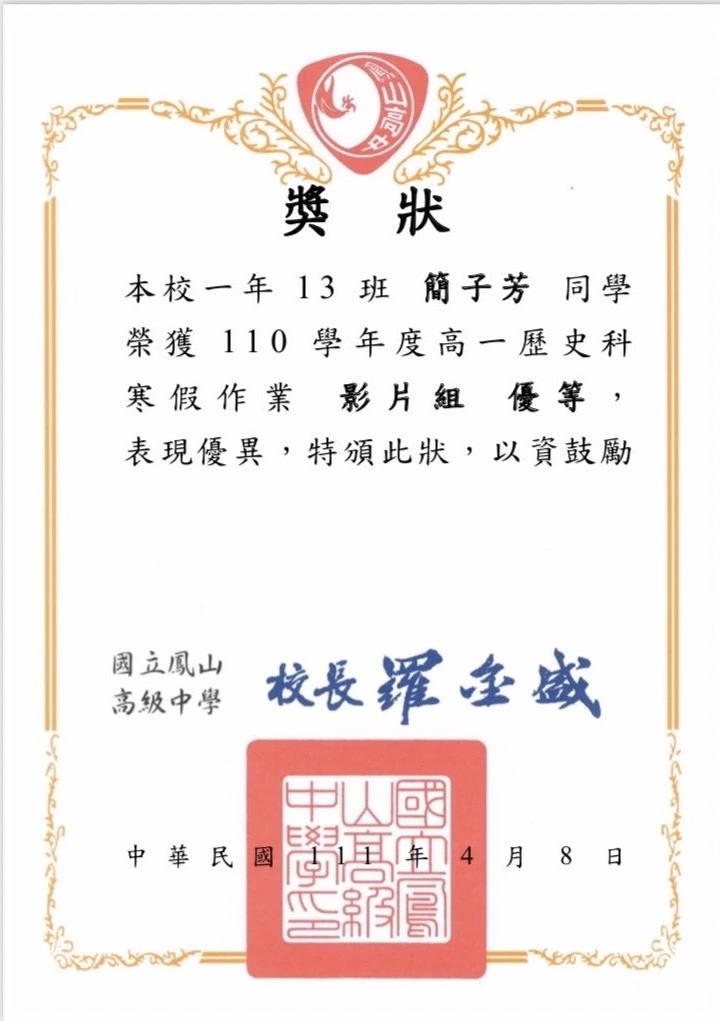 鳳山高中
獎狀
本校一年 13 班 簡子芳 同學
榮獲 110 學年度高一歷史科
寒假作業 影片組 優等，
表現優異，特頒此狀，以資鼓勵
國立鳳山
高級中學
校長 羅金盛
國立鳳山高級中學印
中華民國 111 年 4 月 8 日